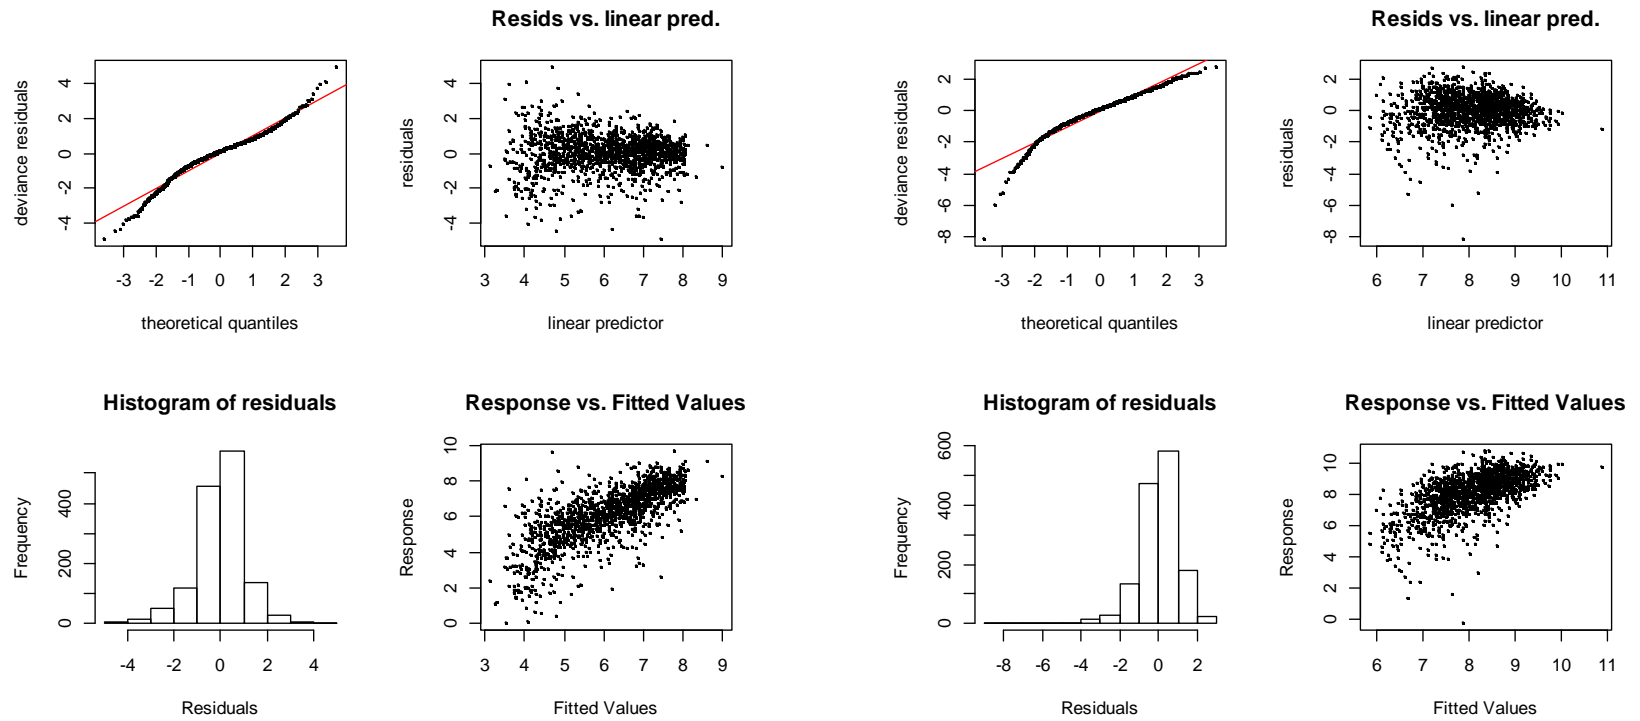 Resids vs. linear pred.
deviance residuals
4
2
0
-2
-4
-3 -2 -1 0 1 2 3
theoretical quantiles
residuals
4
2
0
-2
-4
3 4 5 6 7 8 9
linear predictor
Resids vs. linear pred.
deviance residuals
2
0
-2
-4
-6
-8
-3 -2 -1 0 1 2 3
theoretical quantiles
residuals
2
0
-2
-4
-6
-8
6 7 8 9 10 11
linear predictor
Histogram of residuals
Frequency
400
200
0
-4 -2 0 2 4
Residuals
Response vs. Fitted Values
Response
10
8
6
4
2
0
3 4 5 6 7 8 9
Fitted Values
Histogram of residuals
Frequency
600
400
200
0
-8 -6 -4 -2 0 2
Residuals
Response vs. Fitted Values
Response
10
8
6
4
2
0
6 7 8 9 10 11
Fitted Values